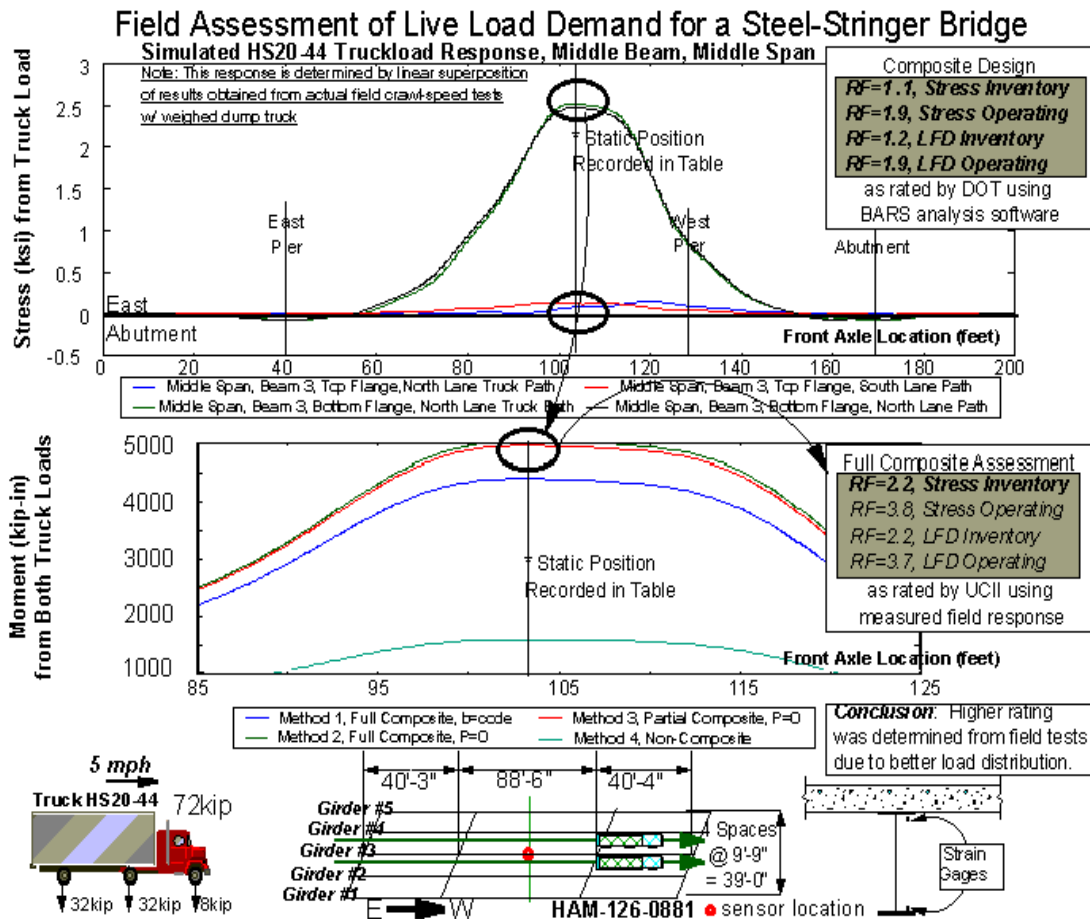 Field Assessment of Live Load Demand for a Steel-Stringer Bridge
Simulated HS20-44 Truckload Response, Middle Beam, Middle Span
Stress (ksi) from Truck Load
3
2.5
2
1.5
1
0.5
0
-0.5
Note: This response is determined by linear superposition
of results obtained from actual field crawl-speed tests
w/ weighed dump truck
Static Position
Recorded in Table
East
Pier
West
Pier
Abutment
East
Abutment
Front Axle Location (feet)
0 20 40 60 80 100 120 140 160 180 200
Composite Design
RF=1.1, Stress Inventory
RF=1.9, Stress Operating
RF=1.2, LFD Inventory
RF=1.9, LFD Operating
as rated by DOT using
BARS analysis software
Middle Span, Beam 3, Top Flange, North Lane Truck Path
Middle Span, Beam 3, Top Flange, South Lane Path
Middle Span, Beam 3, Bottom Flange, North Lane Truck Path
Middle Span, Beam 3, Bottom Flange, North Lane Path
Moment (kip-in)
from Both Truck Loads
5000
4000
3000
2000
1000
Static Position
Recorded in Table
Front Axle Location (feet)
85 95 105 115 125
Full Composite Assessment
RF=2.2, Stress Inventory
RF=3.8, Stress Operating
RF=2.2, LFD Inventory
RF=3.7, LFD Operating
as rated by UCII using
measured field response
Method 1, Full Composite, b=code
Method 3, Partial Composite, P=0
Method 2, Full Composite, P=0
Method 4, Non-Composite
Conclusion: Higher rating
was determined from field tests
due to better load distribution.
5 mph
Truck HS20-44
72kip
32kip 32kip 8kip
40'-3" 88'-6" 40'-4"
Girder #5
Girder #4
Girder #3
Girder #2
Girder #1
4 Spaces
@ 9'-9"
= 39'-0"
E W
HAM-126-0881
sensor location
Strain
Gages